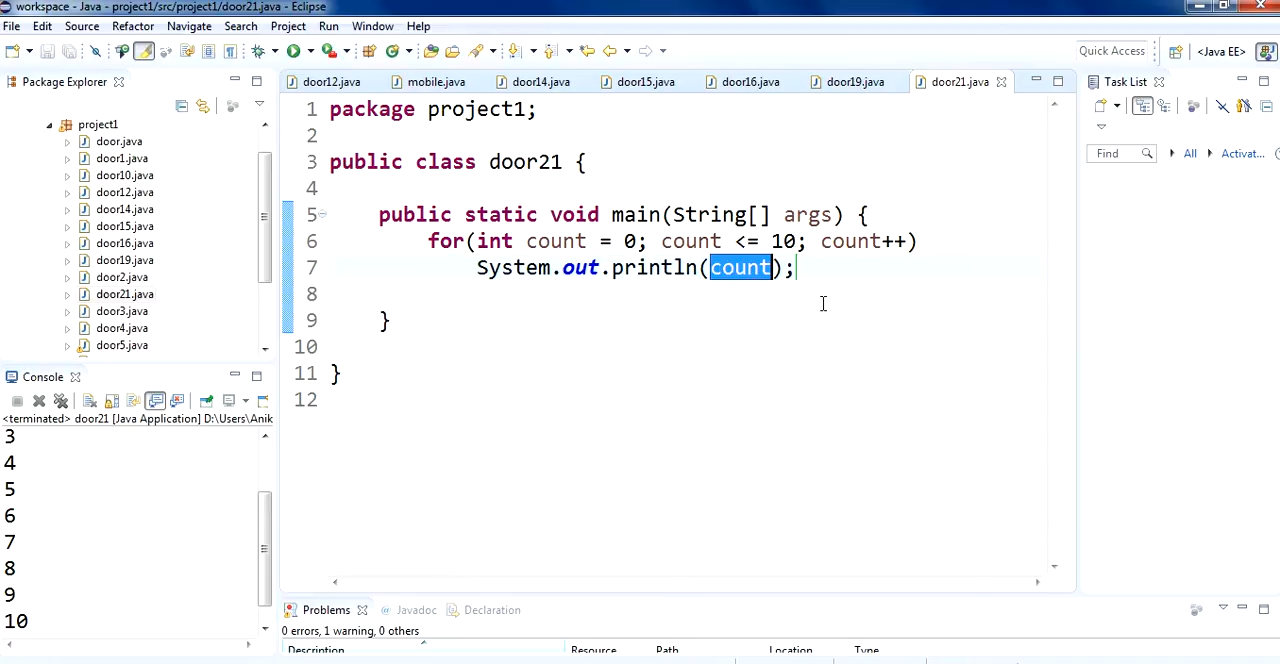 workspace - Java - project1/src/project1/door21.java - Eclipse
File Edit Source Refactor Navigate Search Project Run Window Help
Quick Access <Java EE>
Package Explorer
project1
door.java
door1.java
door10.java
door12.java
door14.java
door15.java
door16.java
door19.java
door2.java
door21.java
door3.java
door4.java
door5.java
Console
<terminated> door21 [Java Application] D:\Users\Anik
3
4
5
6
7
8
9
10
door12.java mobile.java door14.java door15.java door16.java door19.java door21.java
1 package project1;
2
3 public class door21 {
4
5 public static void main(String[] args) {
6 for(int count = 0; count <= 10; count++)
7 System.out.println(count);
8
9 }
10
11 }
12
Task List
Find All Activat...
Problems Javadoc Declaration
0 errors, 1 warning, 0 others
Description Resource Path Location Type